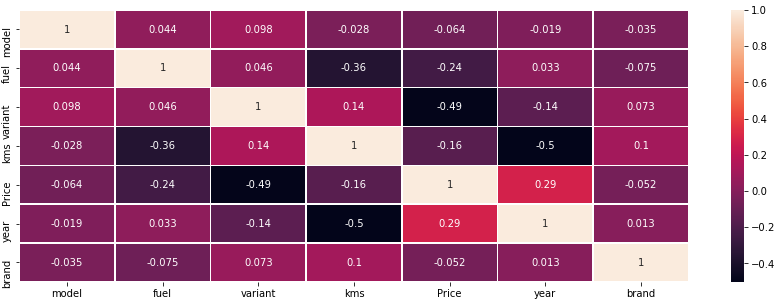 model 1 0.044 0.098 -0.028 -0.064 -0.019 -0.035
fuel 0.044 1 0.046 -0.36 -0.24 0.033 -0.075
variant 0.098 0.046 1 0.14 -0.49 -0.14 0.073
kms -0.028 -0.36 0.14 1 -0.16 -0.5 0.1
Price -0.064 -0.24 -0.49 -0.16 1 0.29 -0.052
year -0.019 0.033 -0.14 -0.5 0.29 1 0.013
brand -0.035 -0.075 0.073 0.1 -0.052 0.013 1
model fuel variant kms Price year brand
1.0
0.8
0.6
0.4
0.2
0.0
−0.2
−0.4